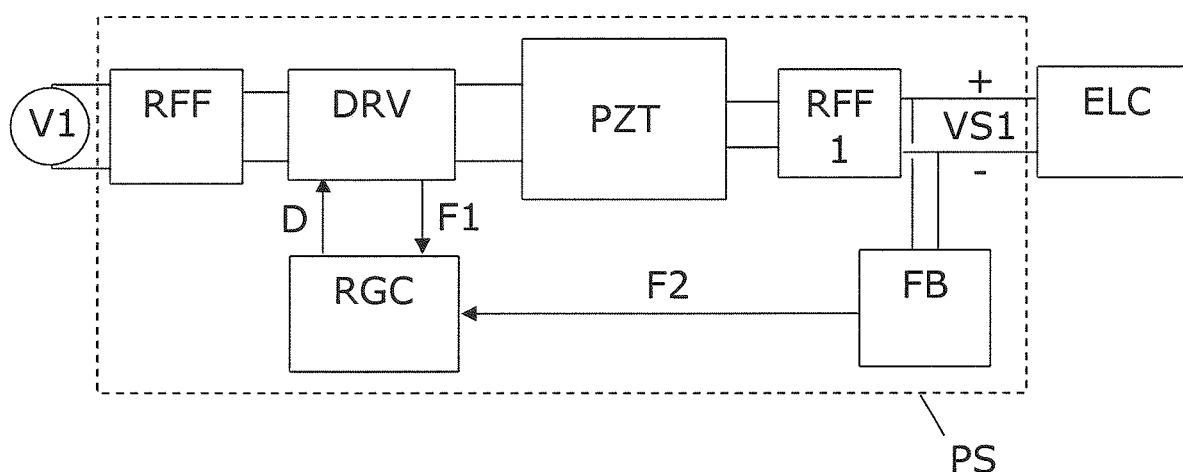 V1
RFF
DRV
PZT
RFF
1
+
VS1
-
ELC
D
F1
RGC
F2
FB
PS